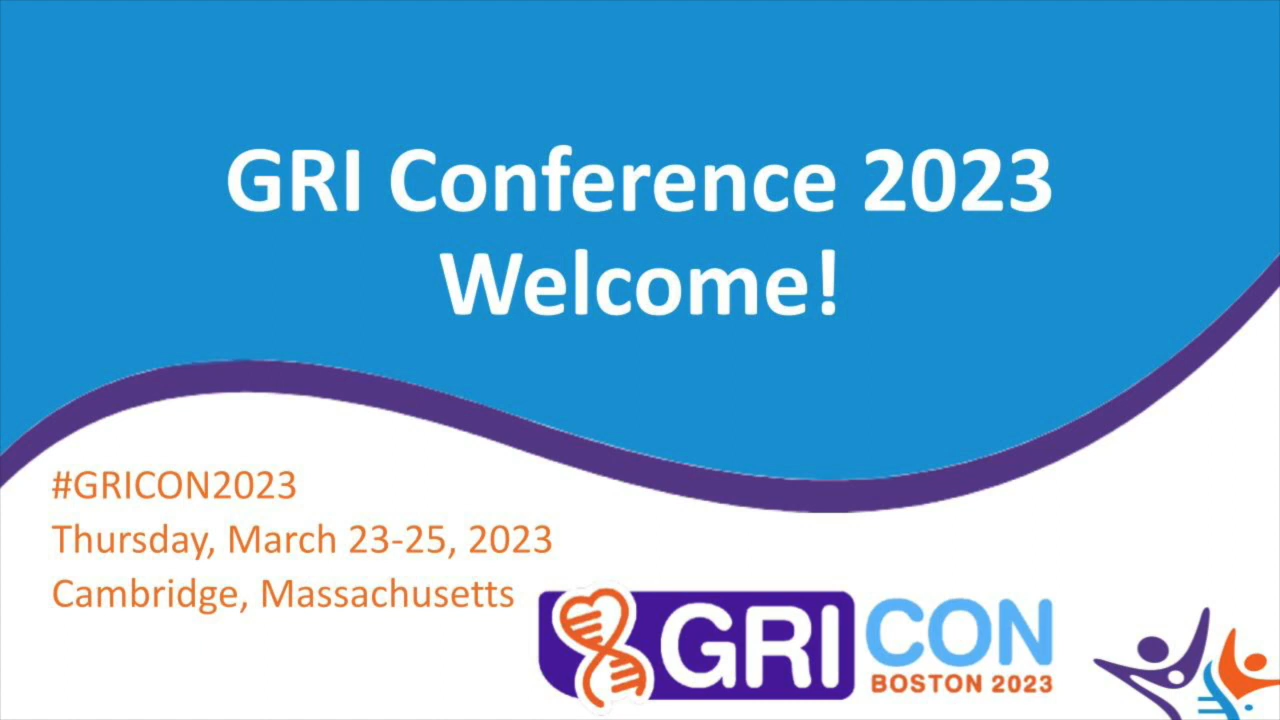 GRI Conference 2023
Welcome!
#GRICON2023
Thursday, March 23-25, 2023
Cambridge, Massachusetts
GRI CON
BOSTON 2023